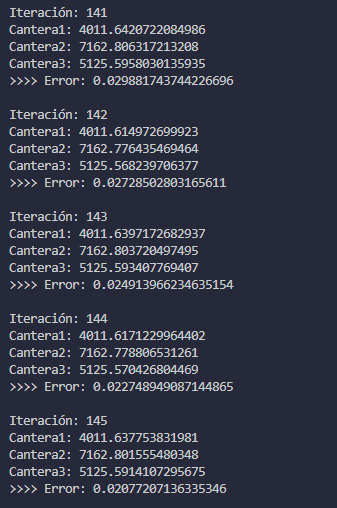 Iteración: 141
Cantera1: 4011.6420722084986
Cantera2: 7162.806317213208
Cantera3: 5125.5958030135935
>>>> Error: 0.029881743744226696
Iteración: 142
Cantera1: 4011.614972699923
Cantera2: 7162.776435469464
Cantera3: 5125.568239706377
>>>> Error: 0.02728502803165611
Iteración: 143
Cantera1: 4011.6397172682937
Cantera2: 7162.803720497495
Cantera3: 5125.593407769407
>>>> Error: 0.024913966234635154
Iteración: 144
Cantera1: 4011.6171229964402
Cantera2: 7162.778806531261
Cantera3: 5125.570426804469
>>>> Error: 0.022748949087144865
Iteración: 145
Cantera1: 4011.637753831981
Cantera2: 7162.801555480348
Cantera3: 5125.5914107295675
>>>> Error: 0.02077207136335346